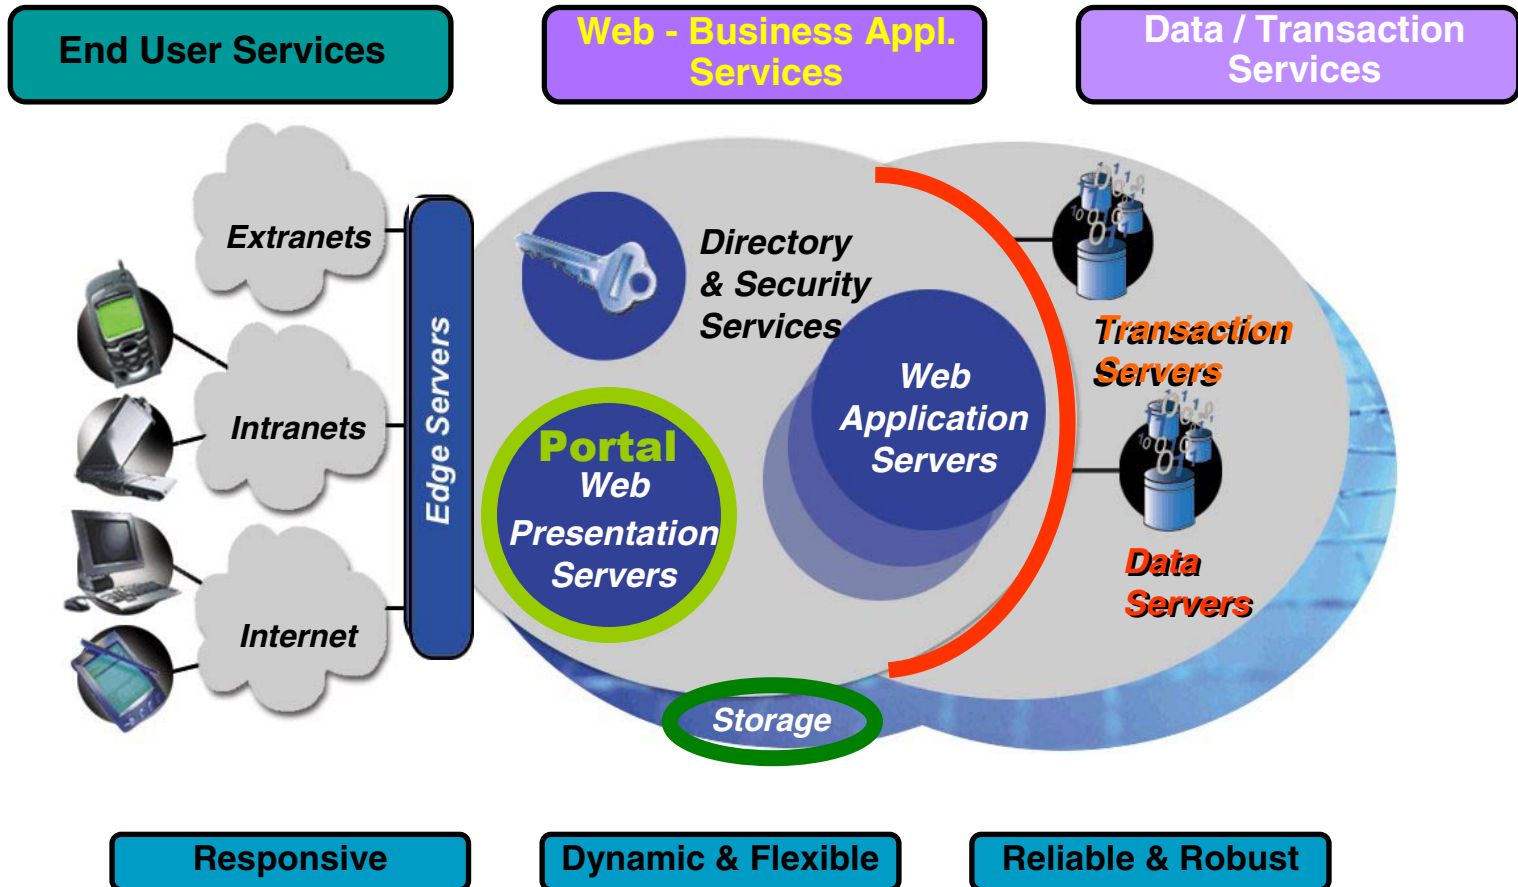 End User Services
Web - Business Appl.
Services
Data / Transaction
Services
Extranets
Intranets
Internet
Edge Servers
Directory
& Security
Services
Portal
Web
Presentation
Servers
Web
Application
Servers
Transaction
Servers
Data
Servers
Storage
Responsive
Dynamic & Flexible
Reliable & Robust